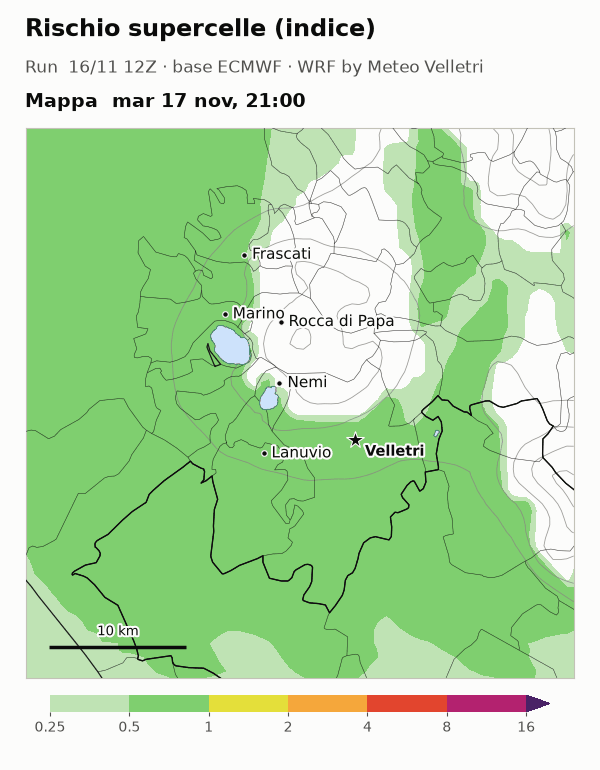 Rischio supercelle (indice)
Run  16/11 12Z · base ECMWF · WRF by Meteo Velletri
Mappa  mar 17 nov, 21:00
Frascati
Marino
Rocca di Papa
Nemi
Lanuvio
Velletri
10 km
0.25 0.5 1 2 4 8 16